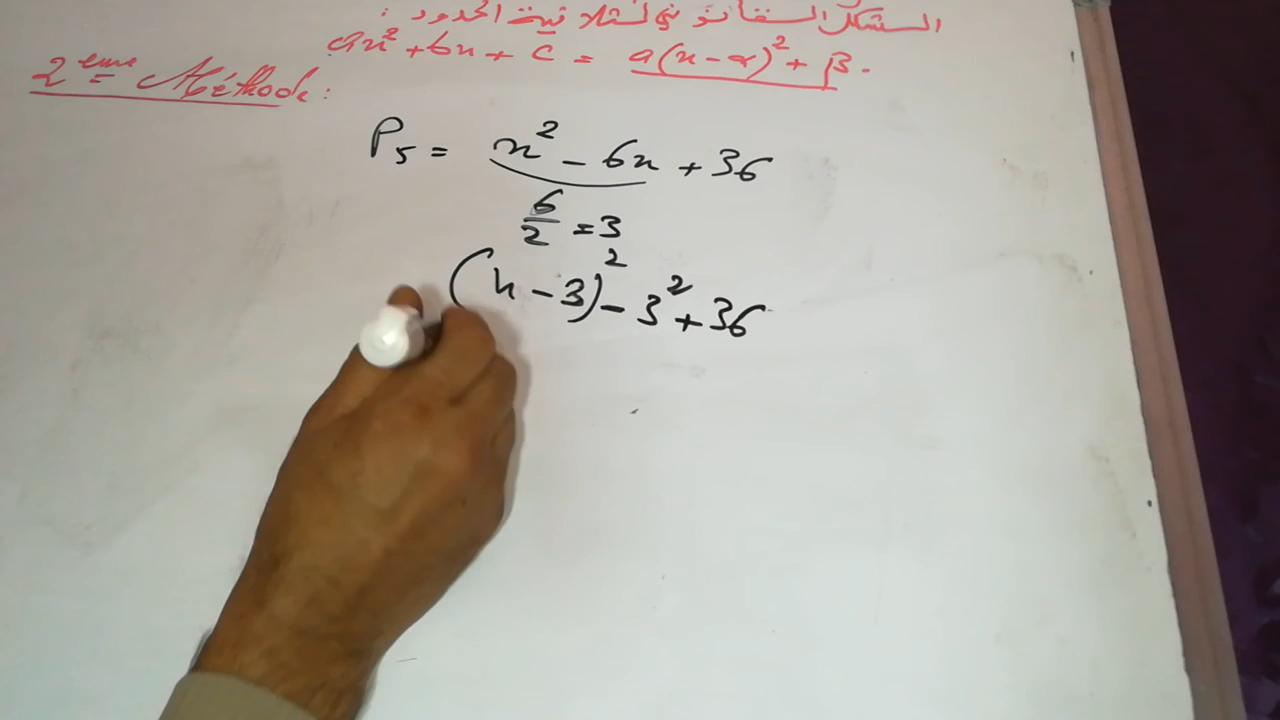 الشكل القانوني لثلاثية الحدود :
ax² + bx + c = a(x - α)² + β.
2ème Méthode :
P₅ = x² - 6x + 36
6/2 = 3
(x - 3)² - 3² + 36